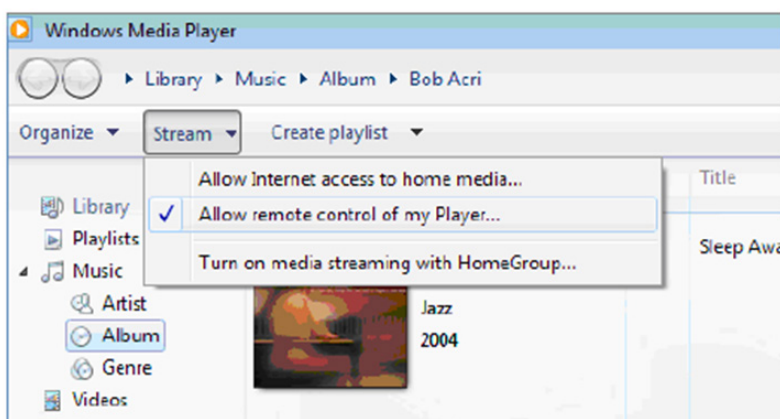 Windows Media Player
Library Music Album Bob Acri
Organize Stream Create playlist
Allow Internet access to home media...
Allow remote control of my Player...
Turn on media streaming with HomeGroup...
Library
Playlists
Music
Artist
Album
Genre
Videos
Jazz
2004
Title
Sleep Awa